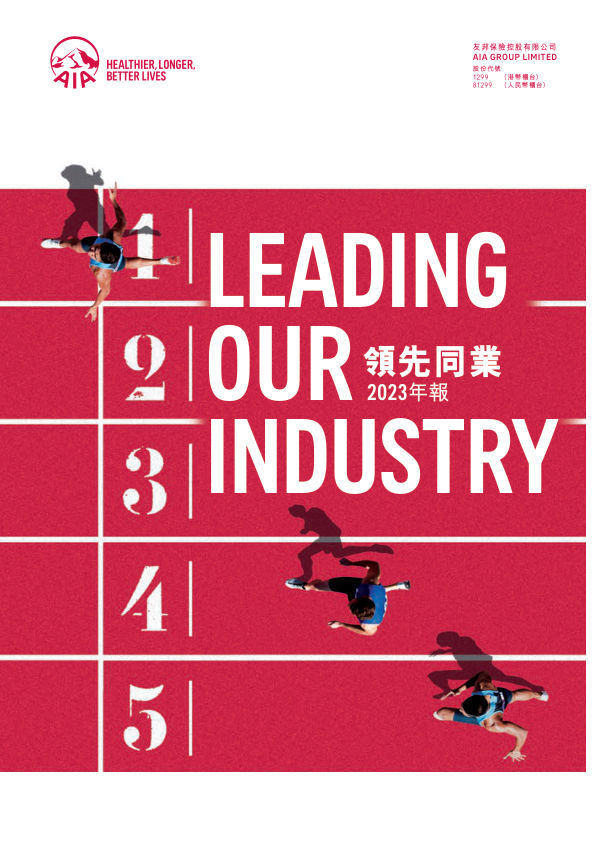 AIA
HEALTHIER, LONGER,
BETTER LIVES
友邦保險控股有限公司
AIA GROUP LIMITED
股份代號
1299 （港幣櫃台）
81299 （人民幣櫃台）
1
LEADING
2
OUR
領先同業
2023年報
3
INDUSTRY
4
5